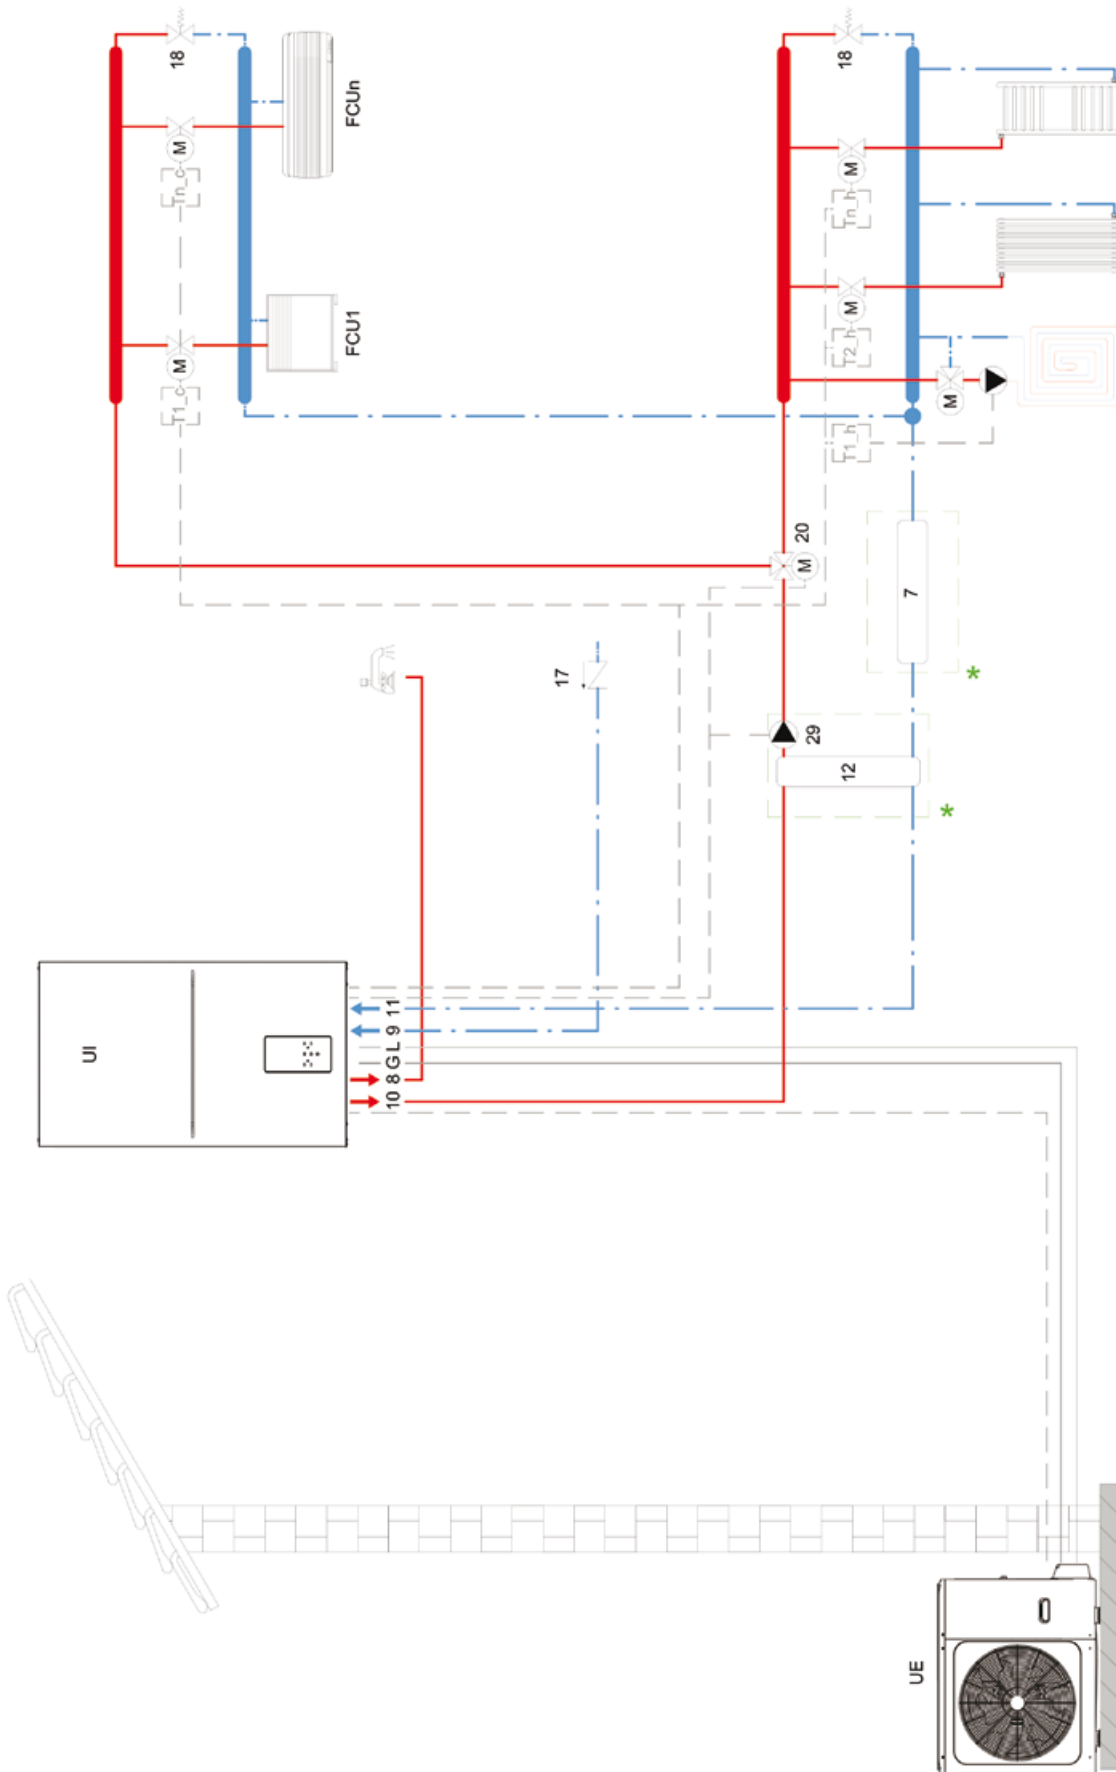 UI
18
T1_c M
Tn_c M
FCU1
FCUn
10 8 G L 9 11
17
29
M 20
12
T1_h
T2_h M
Tn_h M
18
UE
7
M
*
*